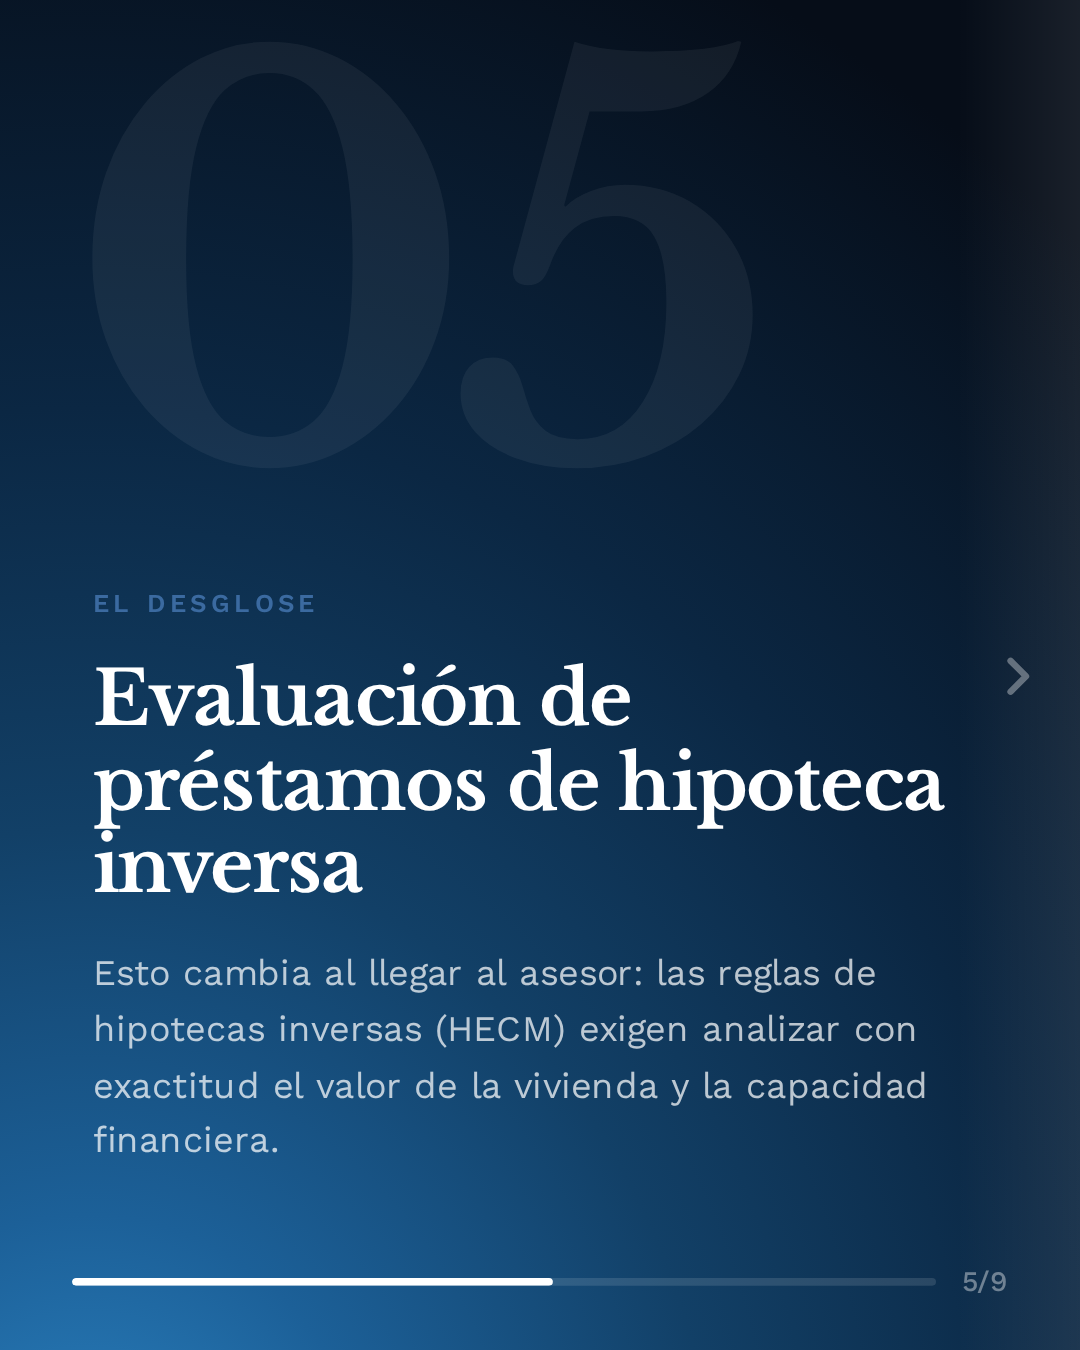 05
EL DESGLOSE
Evaluación de
préstamos de hipoteca
inversa
Esto cambia al llegar al asesor: las reglas de
hipotecas inversas (HECM) exigen analizar con
exactitud el valor de la vivienda y la capacidad
financiera.
5/9